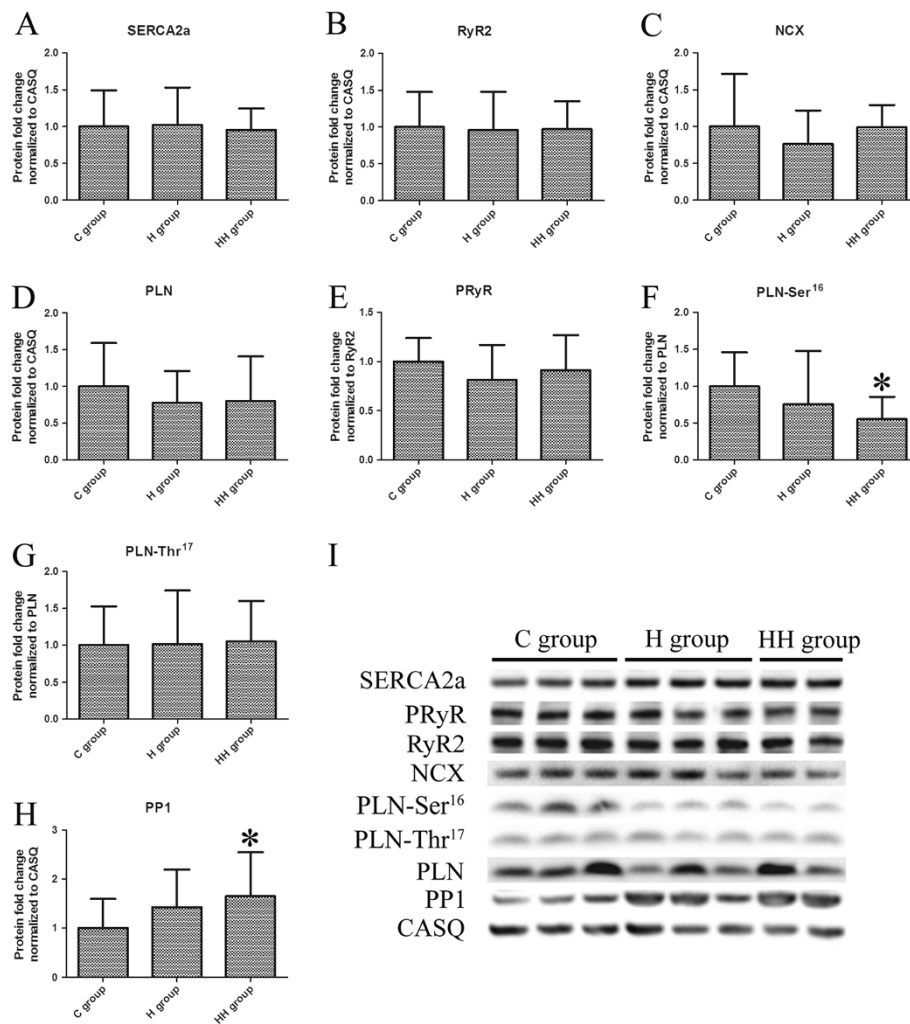 A
SERCA2a
Protein fold change
normalized to CASQ
2.0
1.5
1.0
0.5
0.0
C group
H group
HH group
B
RyR2
Protein fold change
normalized to CASQ
2.0
1.5
1.0
0.5
0.0
C group
H group
HH group
C
NCX
Protein fold change
normalized to CASQ
2.0
1.5
1.0
0.5
0.0
C group
H group
HH group
D
PLN
Protein fold change
normalized to CASQ
2.0
1.5
1.0
0.5
0.0
C group
H group
HH group
E
PRyR
Protein fold change
normalized to RyR2
1.5
1.0
0.5
0.0
C group
H group
HH group
F
PLN-Ser¹⁶
Protein fold change
normalized to PLN
2.0
1.5
1.0
0.5
0.0
*
C group
H group
HH group
G
PLN-Thr¹⁷
Protein fold change
normalized to PLN
2.0
1.5
1.0
0.5
0.0
C group
H group
HH group
H
PP1
Protein fold change
normalized to CASQ
3
2
1
0
*
C group
H group
HH group
I
C group H group HH group
SERCA2a
PRyR
RyR2
NCX
PLN-Ser¹⁶
PLN-Thr¹⁷
PLN
PP1
CASQ